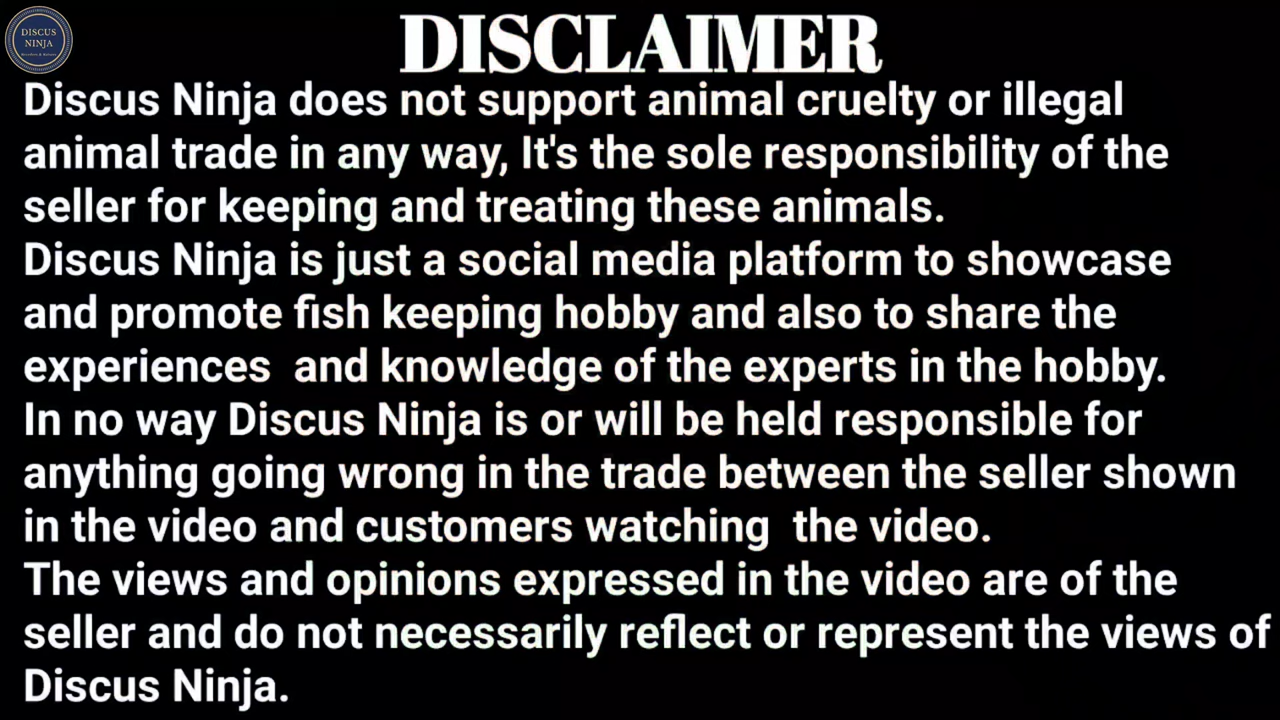 DISCUS
NINJA
DISCLAIMER
Discus Ninja does not support animal cruelty or illegal
animal trade in any way, It's the sole responsibility of the
seller for keeping and treating these animals.
Discus Ninja is just a social media platform to showcase
and promote fish keeping hobby and also to share the
experiences  and knowledge of the experts in the hobby.
In no way Discus Ninja is or will be held responsible for
anything going wrong in the trade between the seller shown
in the video and customers watching  the video.
The views and opinions expressed in the video are of the
seller and do not necessarily reflect or represent the views of
Discus Ninja.